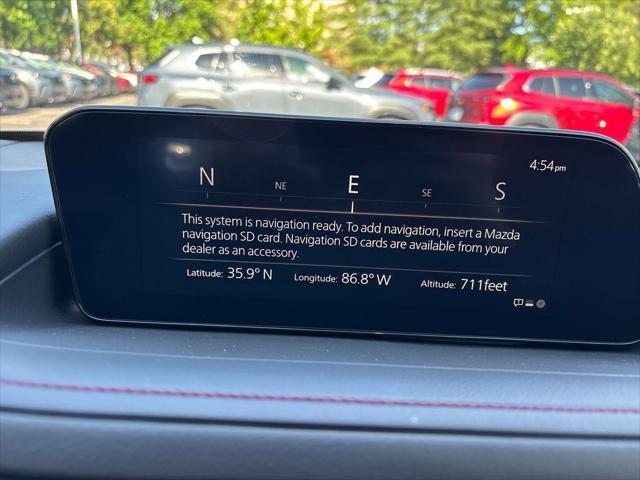 4:54pm
N NE E SE S
This system is navigation ready. To add navigation, insert a Mazda
navigation SD card. Navigation SD cards are available from your
dealer as an accessory.
Latitude: 35.9° N Longitude: 86.8° W Altitude: 711feet